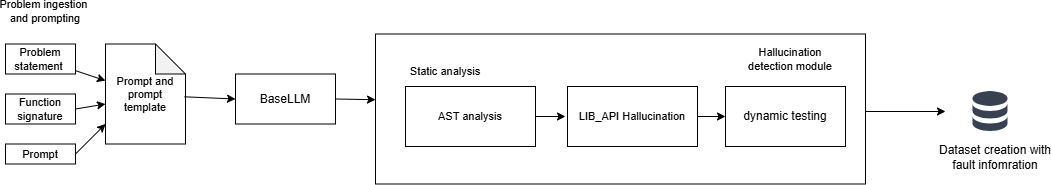 Problem ingestion
and prompting
Problem
statement
Function
signature
Prompt
Prompt and
prompt
template
BaseLLM
Static analysis
Hallucination
detection module
AST analysis
LIB_API Hallucination
dynamic testing
Dataset creation with
fault infomration